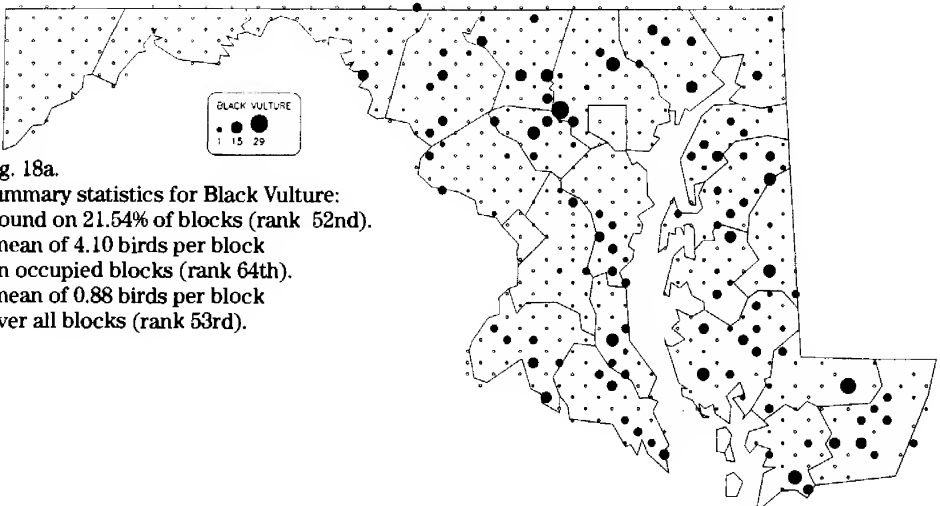 BLACK VULTURE
1 15 29
g. 18a.
ummary statistics for Black Vulture:
ound on 21.54% of blocks (rank 52nd).
mean of 4.10 birds per block
n occupied blocks (rank 64th).
mean of 0.88 birds per block
ver all blocks (rank 53rd).